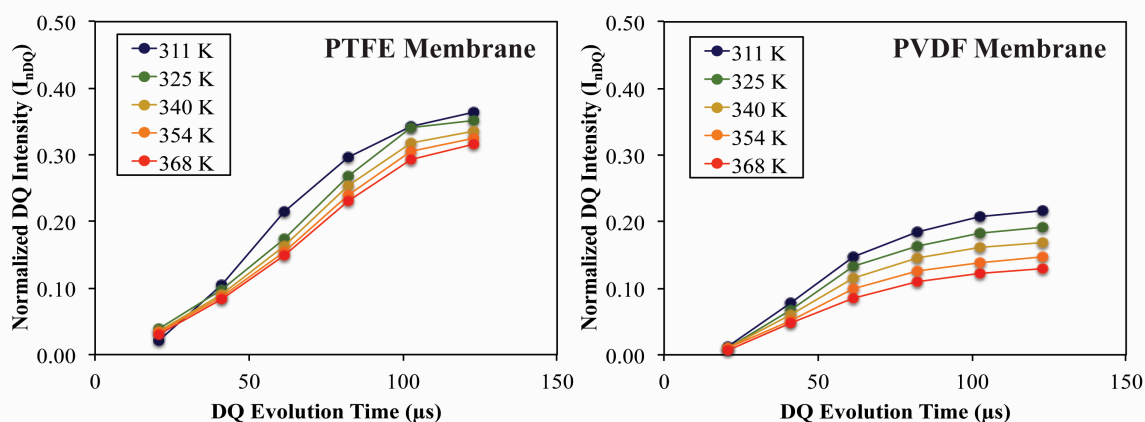 PTFE Membrane
Normalized DQ Intensity (InDQ)
0.50
0.40
0.30
0.20
0.10
0.00
311 K
325 K
340 K
354 K
368 K
0
50
100
150
DQ Evolution Time (µs)
PVDF Membrane
Normalized DQ Intensity (InDQ)
0.50
0.40
0.30
0.20
0.10
0.00
311 K
325 K
340 K
354 K
368 K
0
50
100
150
DQ Evolution Time (µs)